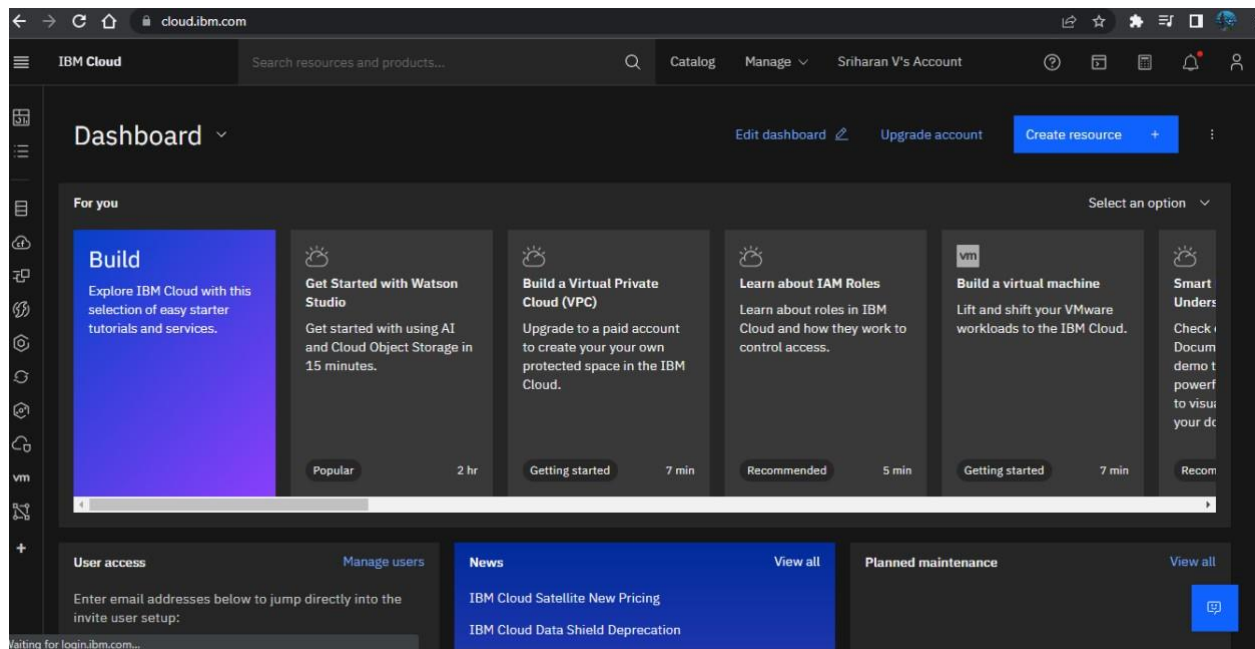 cloud.ibm.com
IBM Cloud
Search resources and products...
Catalog
Manage
Sriharan V's Account
Dashboard
Edit dashboard
Upgrade account
Create resource +
For you
Select an option
Build
Explore IBM Cloud with this
selection of easy starter
tutorials and services.
Get Started with Watson
Studio
Get started with using AI
and Cloud Object Storage in
15 minutes.
Popular
2 hr
Build a Virtual Private
Cloud (VPC)
Upgrade to a paid account
to create your your own
protected space in the IBM
Cloud.
Getting started
7 min
Learn about IAM Roles
Learn about roles in IBM
Cloud and how they work to
control access.
Recommended
5 min
vm
Build a virtual machine
Lift and shift your VMware
workloads to the IBM Cloud.
Getting started
7 min
Smart
Unders
Check
Docum
demo t
powerf
to visua
your do
Recom
vm
User access
Manage users
Enter email addresses below to jump directly into the
invite user setup:
News
View all
IBM Cloud Satellite New Pricing
IBM Cloud Data Shield Deprecation
Planned maintenance
View all
Waiting for login.ibm.com...